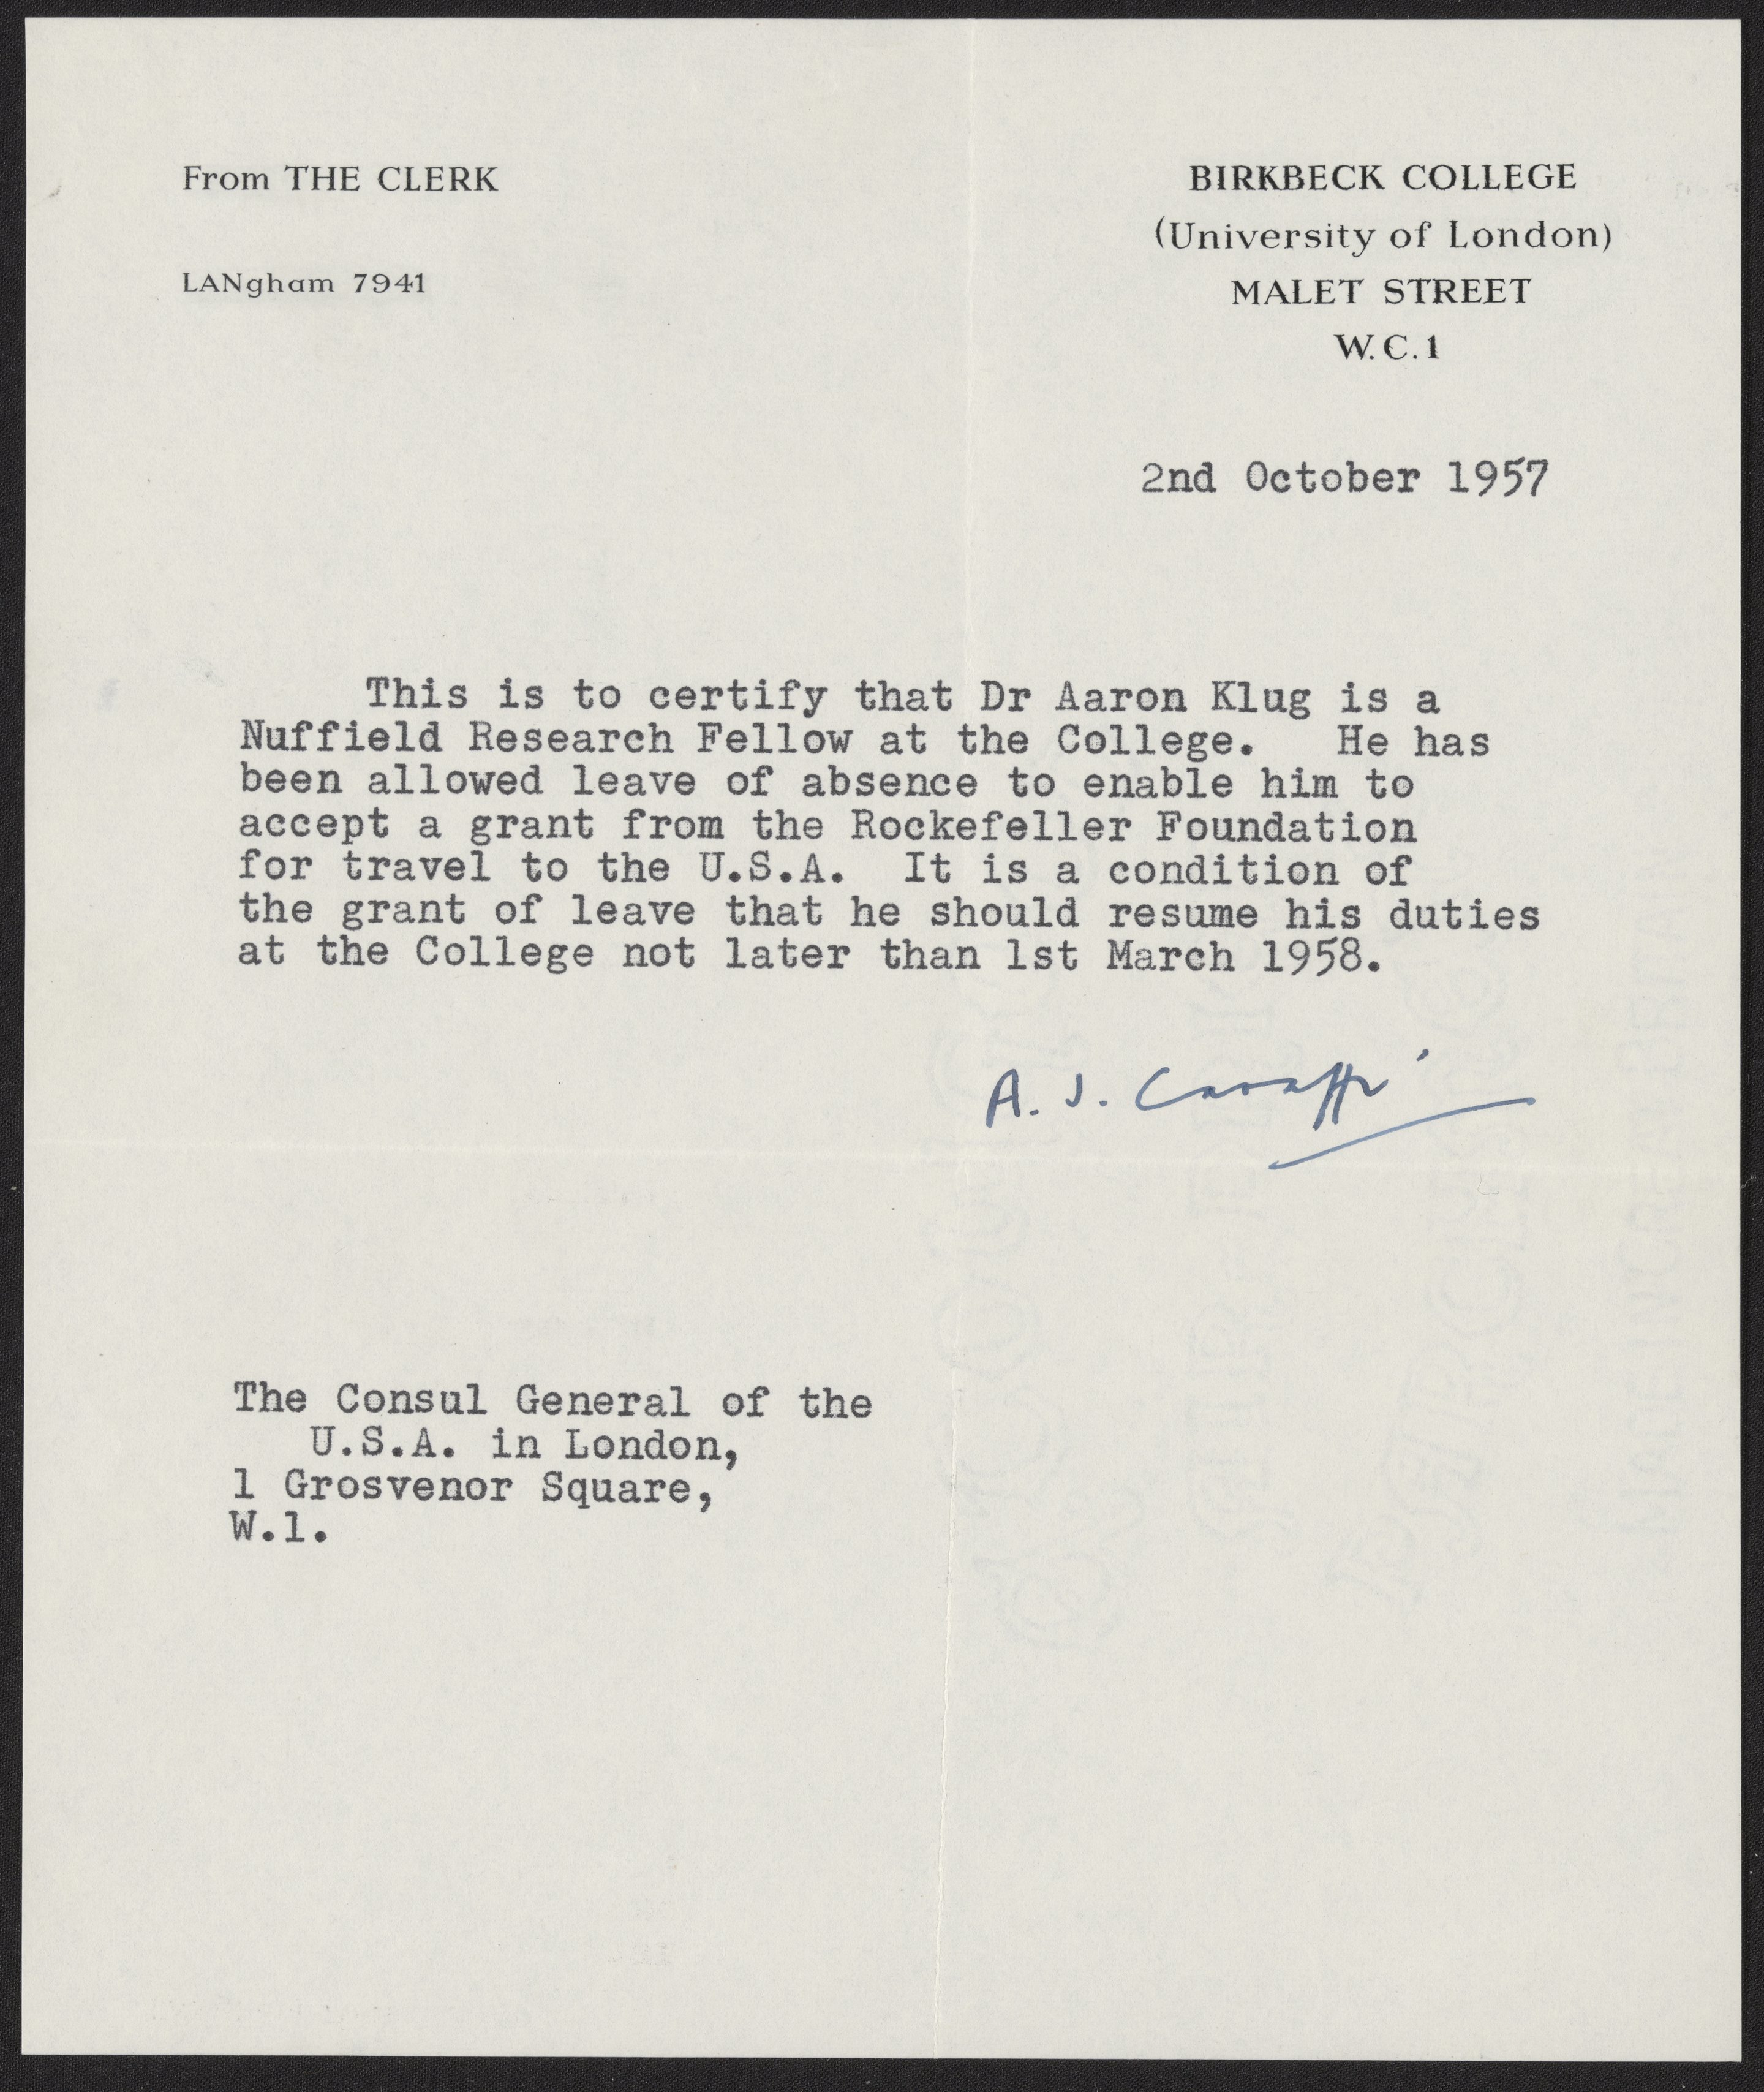 From THE CLERK
LANgham 7941
BIRKBECK COLLEGE
(University of London)
MALET STREET
W.C.1
2nd October 1957
This is to certify that Dr Aaron Klug is a
Nuffield Research Fellow at the College. He has
been allowed leave of absence to enable him to
accept a grant from the Rockefeller Foundation
for travel to the U.S.A. It is a condition of
the grant of leave that he should resume his duties
at the College not later than 1st March 1958.
A. J.
The Consul General of the
U.S.A. in London,
1 Grosvenor Square,
W.1.